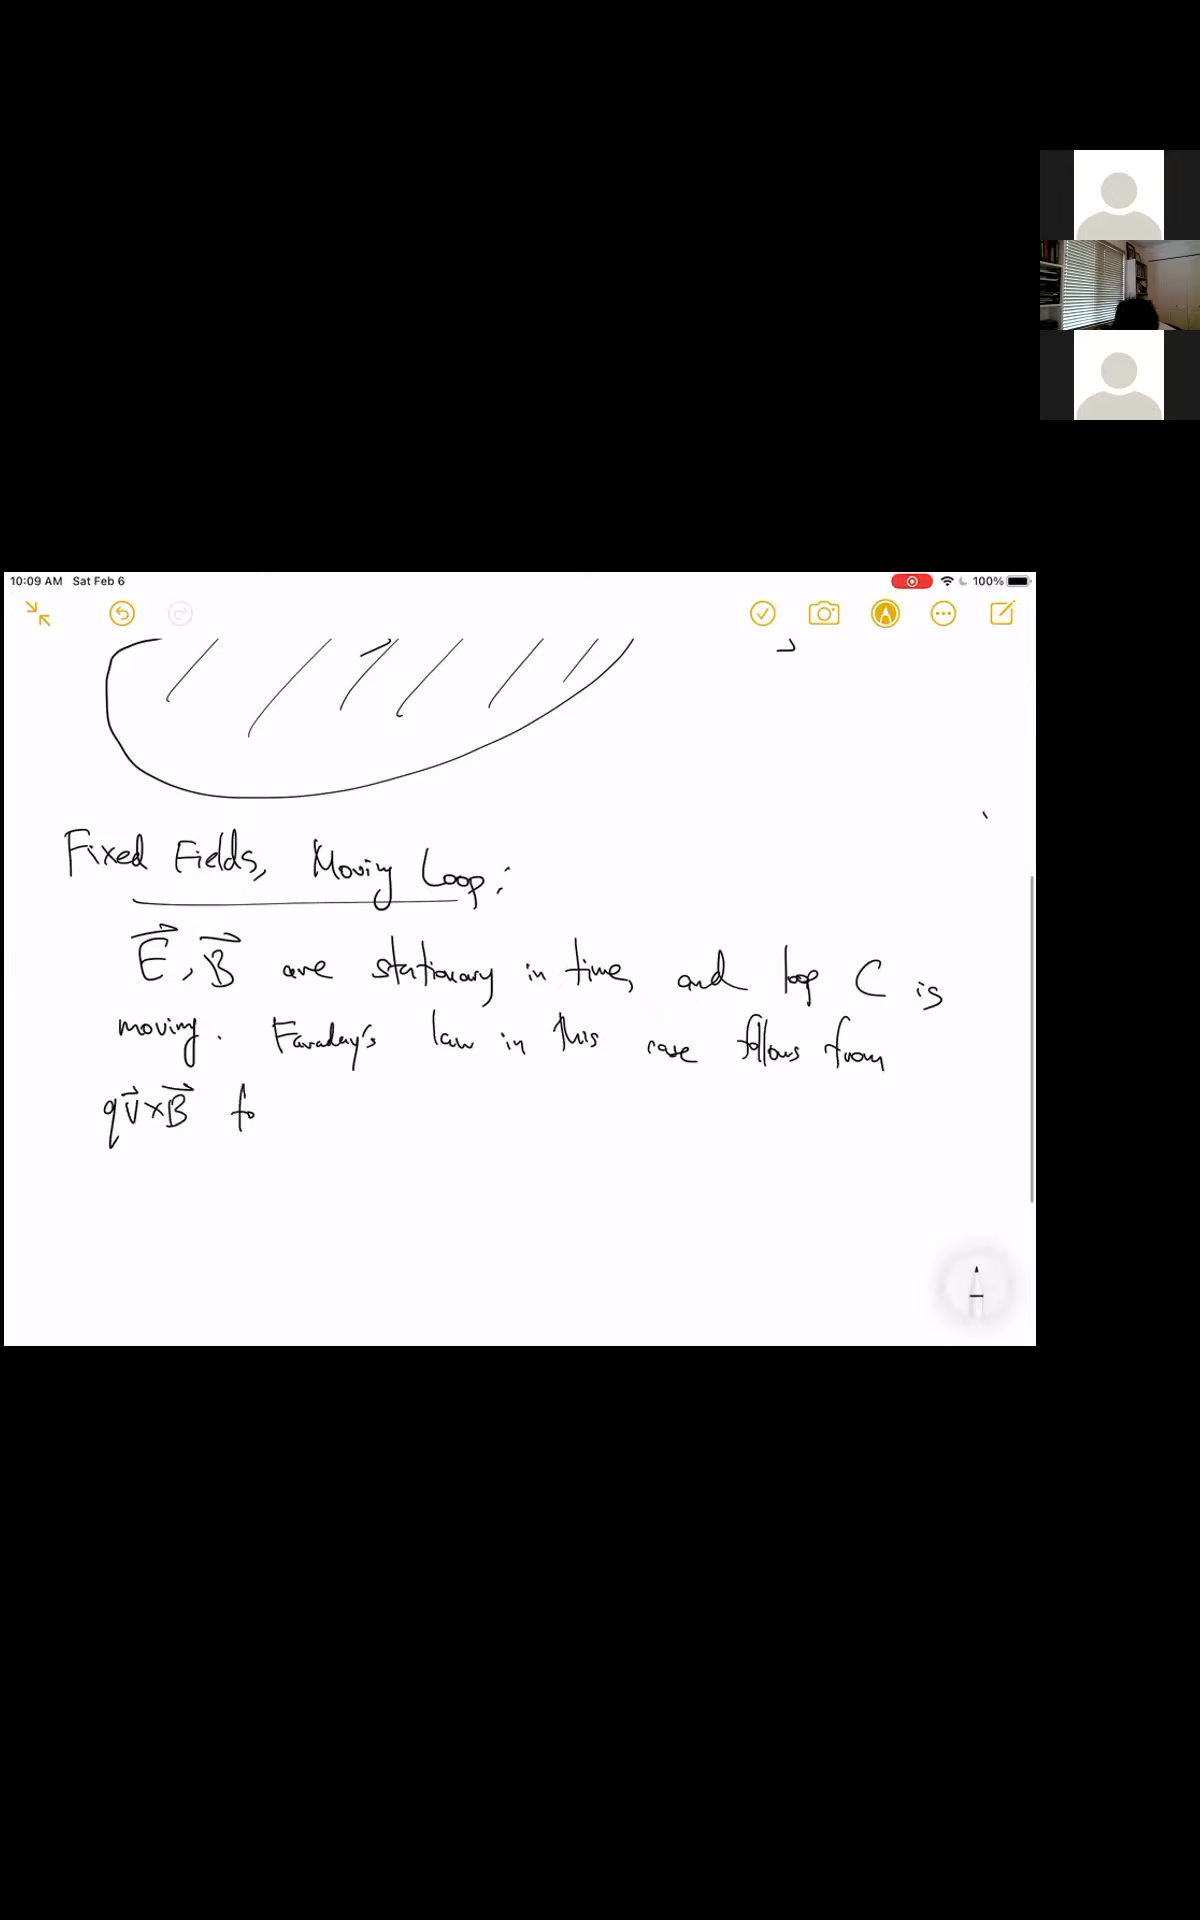 10:09 AM Sat Feb 6 100%
Fixed Fields, Moving Loop:
E⃗, B⃗ are stationary in time, and loop C is
moving. Faraday's law in this case follows from
qv⃗×B⃗ fo